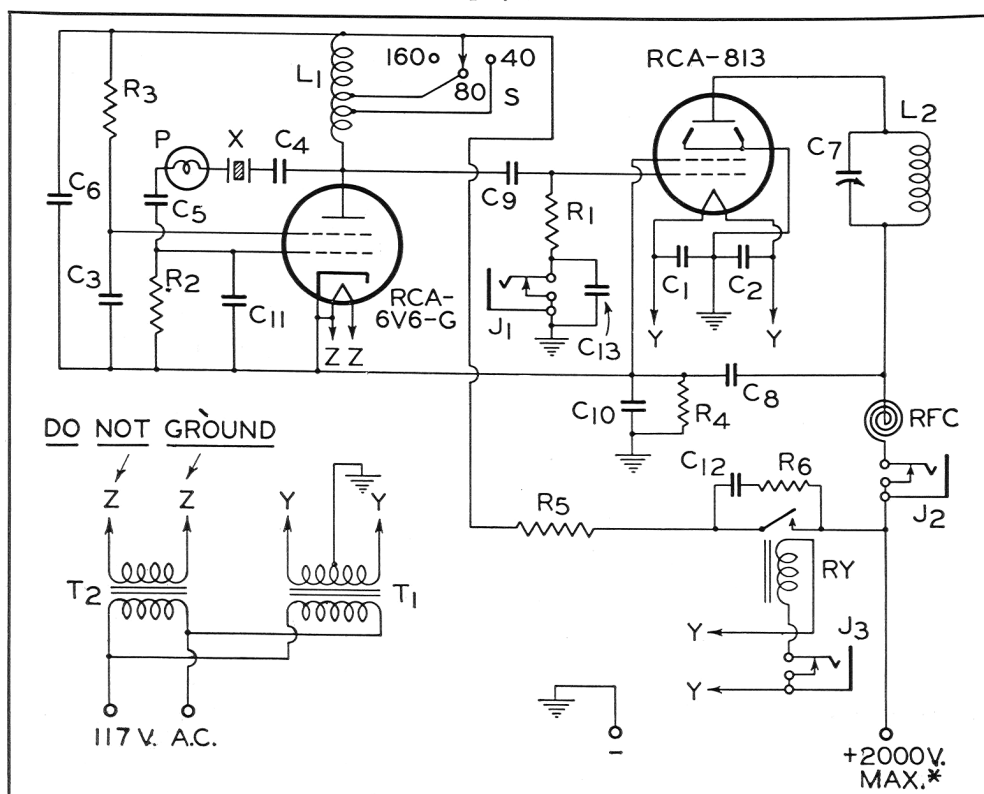 RCA-813
160
40
L1
80
S
L2
R3
P
X
C4
C7
C6
C5
C9
R1
C3
R2
C11
RCA-
6V6-G
C1
C2
J1
C13
Z Z
Y
Y
C10
R4
C8
RFC
DO NOT GROUND
C12
R6
Z
Z
Y
Y
R5
J2
T2
T1
RY
Y
J3
Y
117 V. A.C.
–
+2000V.
MAX.*